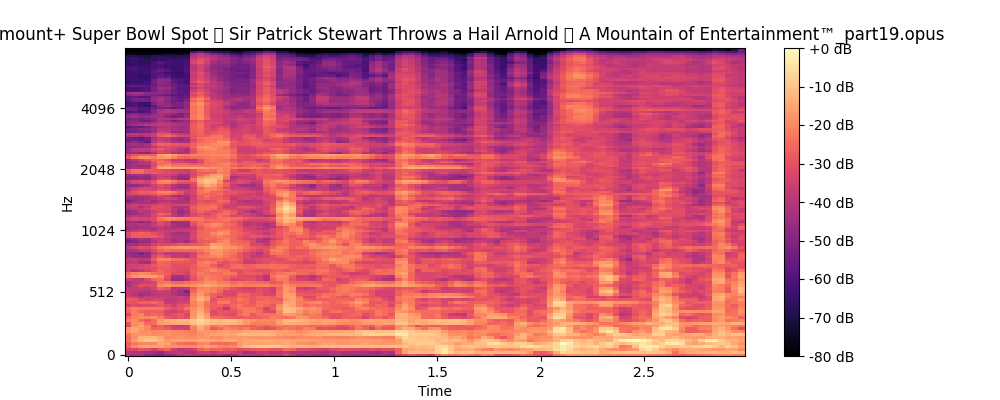 mount+ Super Bowl Spot ▯ Sir Patrick Stewart Throws a Hail Arnold ▯ A Mountain of Entertainment™ part19.opus
+0 dB
-10 dB
-20 dB
-30 dB
-40 dB
-50 dB
-60 dB
-70 dB
-80 dB
Hz
4096
2048
1024
512
0
0
0.5
1
1.5
2
2.5
Time